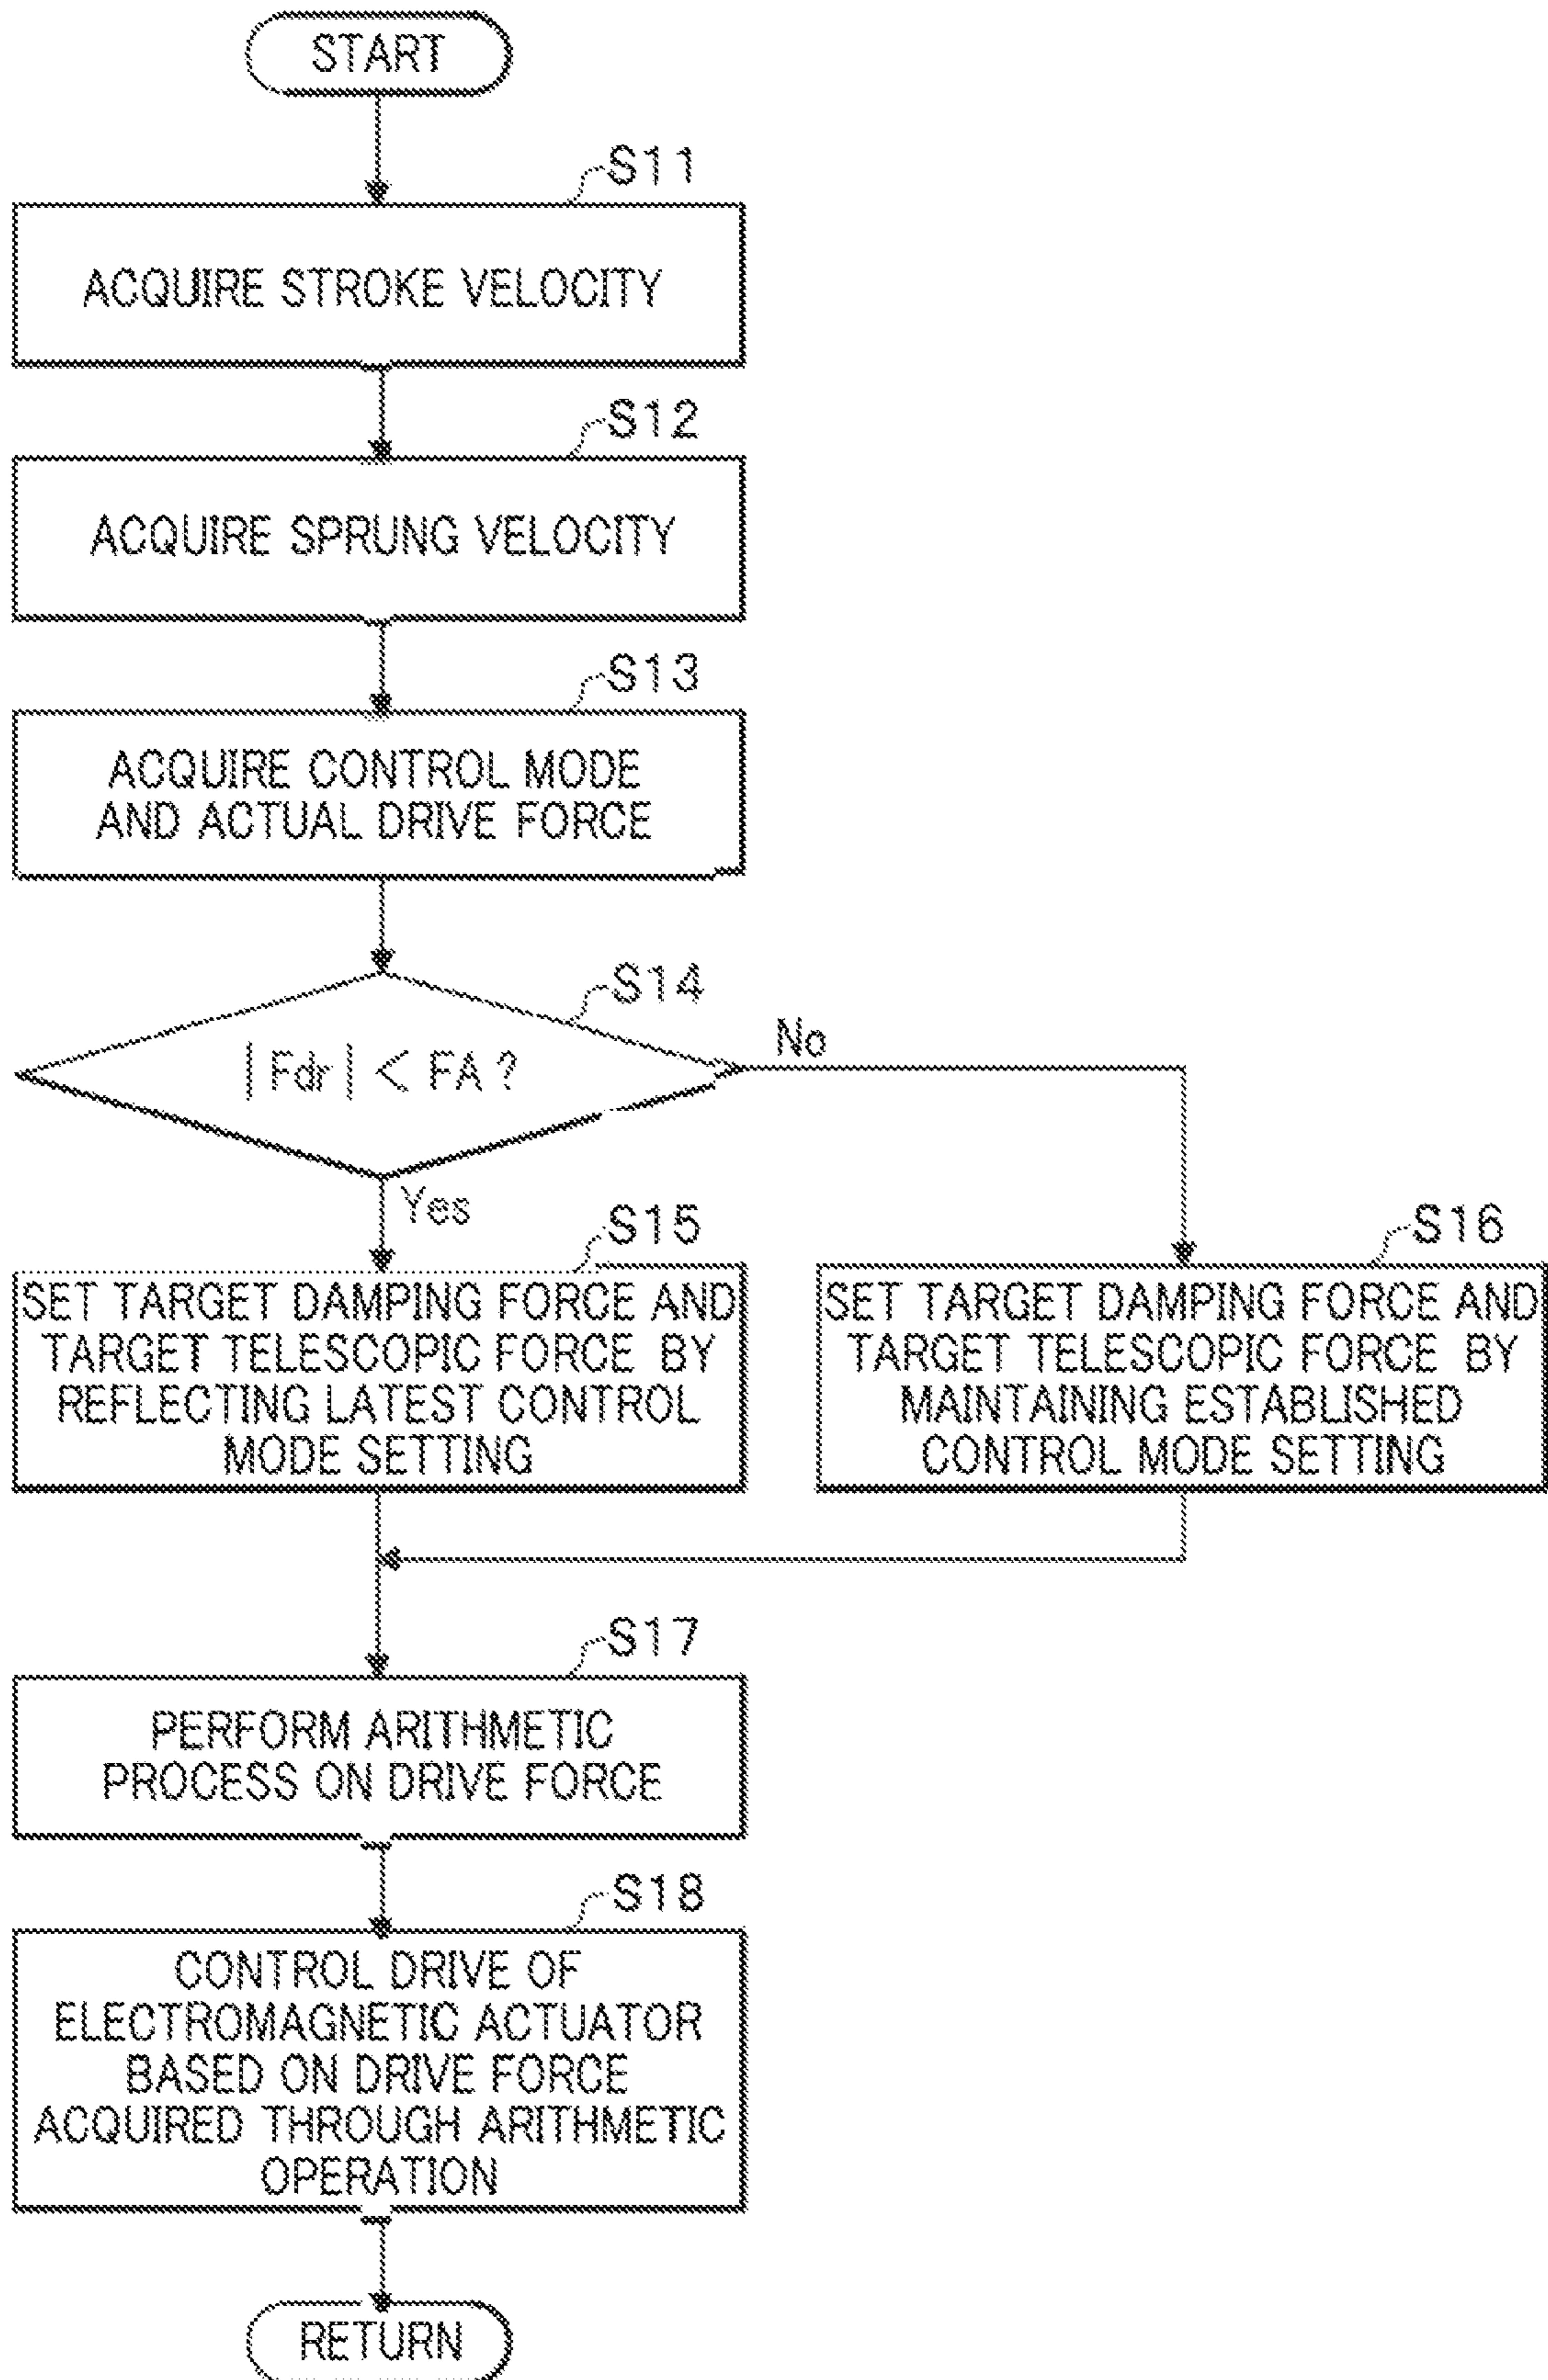 START
S11
ACQUIRE STROKE VELOCITY
S12
ACQUIRE SPRUNG VELOCITY
S13
ACQUIRE CONTROL MODE
AND ACTUAL DRIVE FORCE
S14
| Fdr | < FA ?
No
Yes
S15
SET TARGET DAMPING FORCE AND
TARGET TELESCOPIC FORCE BY
REFLECTING LATEST CONTROL
MODE SETTING
S16
SET TARGET DAMPING FORCE AND
TARGET TELESCOPIC FORCE BY
MAINTAINING ESTABLISHED
CONTROL MODE SETTING
S17
PERFORM ARITHMETIC
PROCESS ON DRIVE FORCE
S18
CONTROL DRIVE OF
ELECTROMAGNETIC ACTUATOR
BASED ON DRIVE FORCE
ACQUIRED THROUGH ARITHMETIC
OPERATION
RETURN